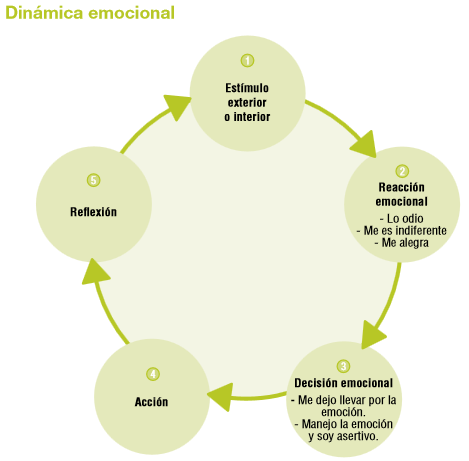 Dinámica emocional
1
Estímulo
exterior
o interior
2
Reacción
emocional
- Lo odio
- Me es indiferente
- Me alegra
3
Decisión emocional
- Me dejo llevar por la
emoción.
- Manejo la emoción
y soy asertivo.
4
Acción
5
Reflexión